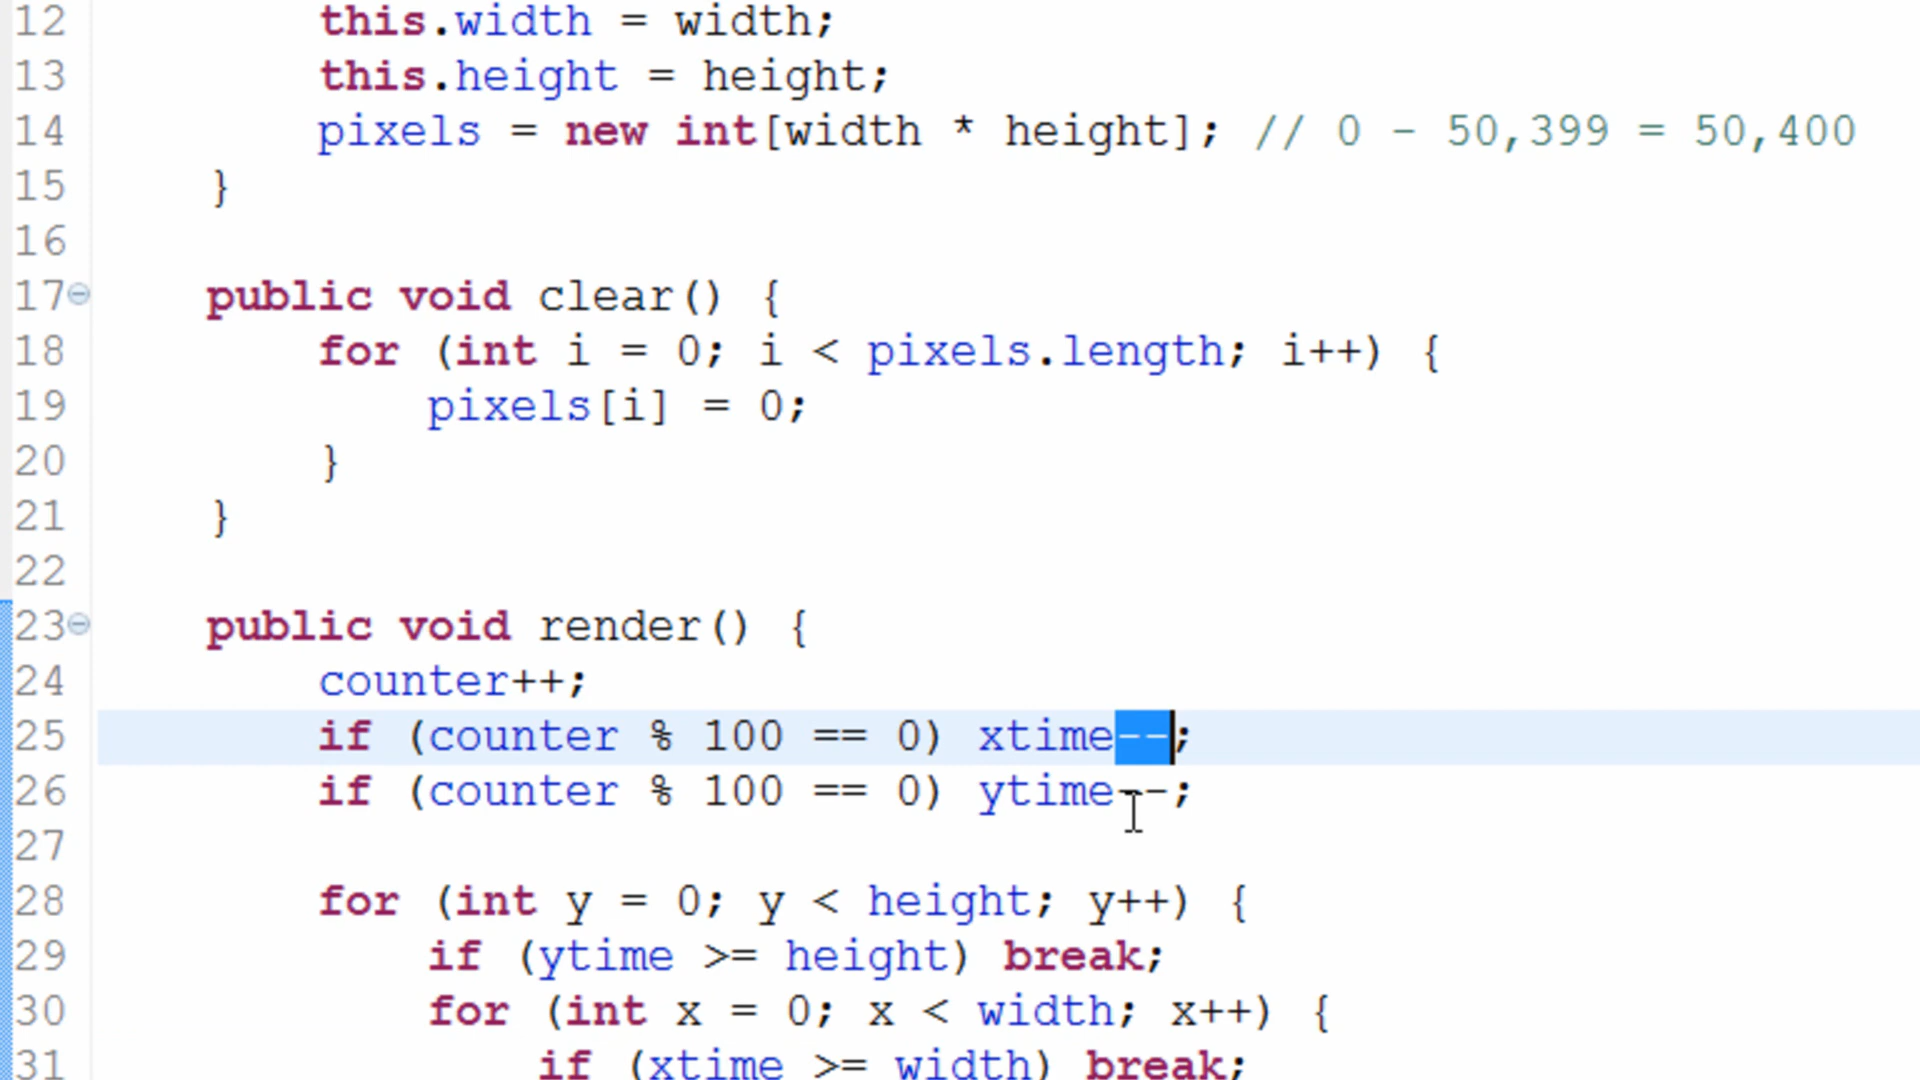 12 this.width = width;
13 this.height = height;
14 pixels = new int[width * height]; // 0 - 50,399 = 50,400
15 }
16
17 public void clear() {
18 for (int i = 0; i < pixels.length; i++) {
19 pixels[i] = 0;
20 }
21 }
22
23 public void render() {
24 counter++;
25 if (counter % 100 == 0) xtime--;
26 if (counter % 100 == 0) ytime--;
27
28 for (int y = 0; y < height; y++) {
29 if (ytime >= height) break;
30 for (int x = 0; x < width; x++) {
31 if (xtime >= width) break;